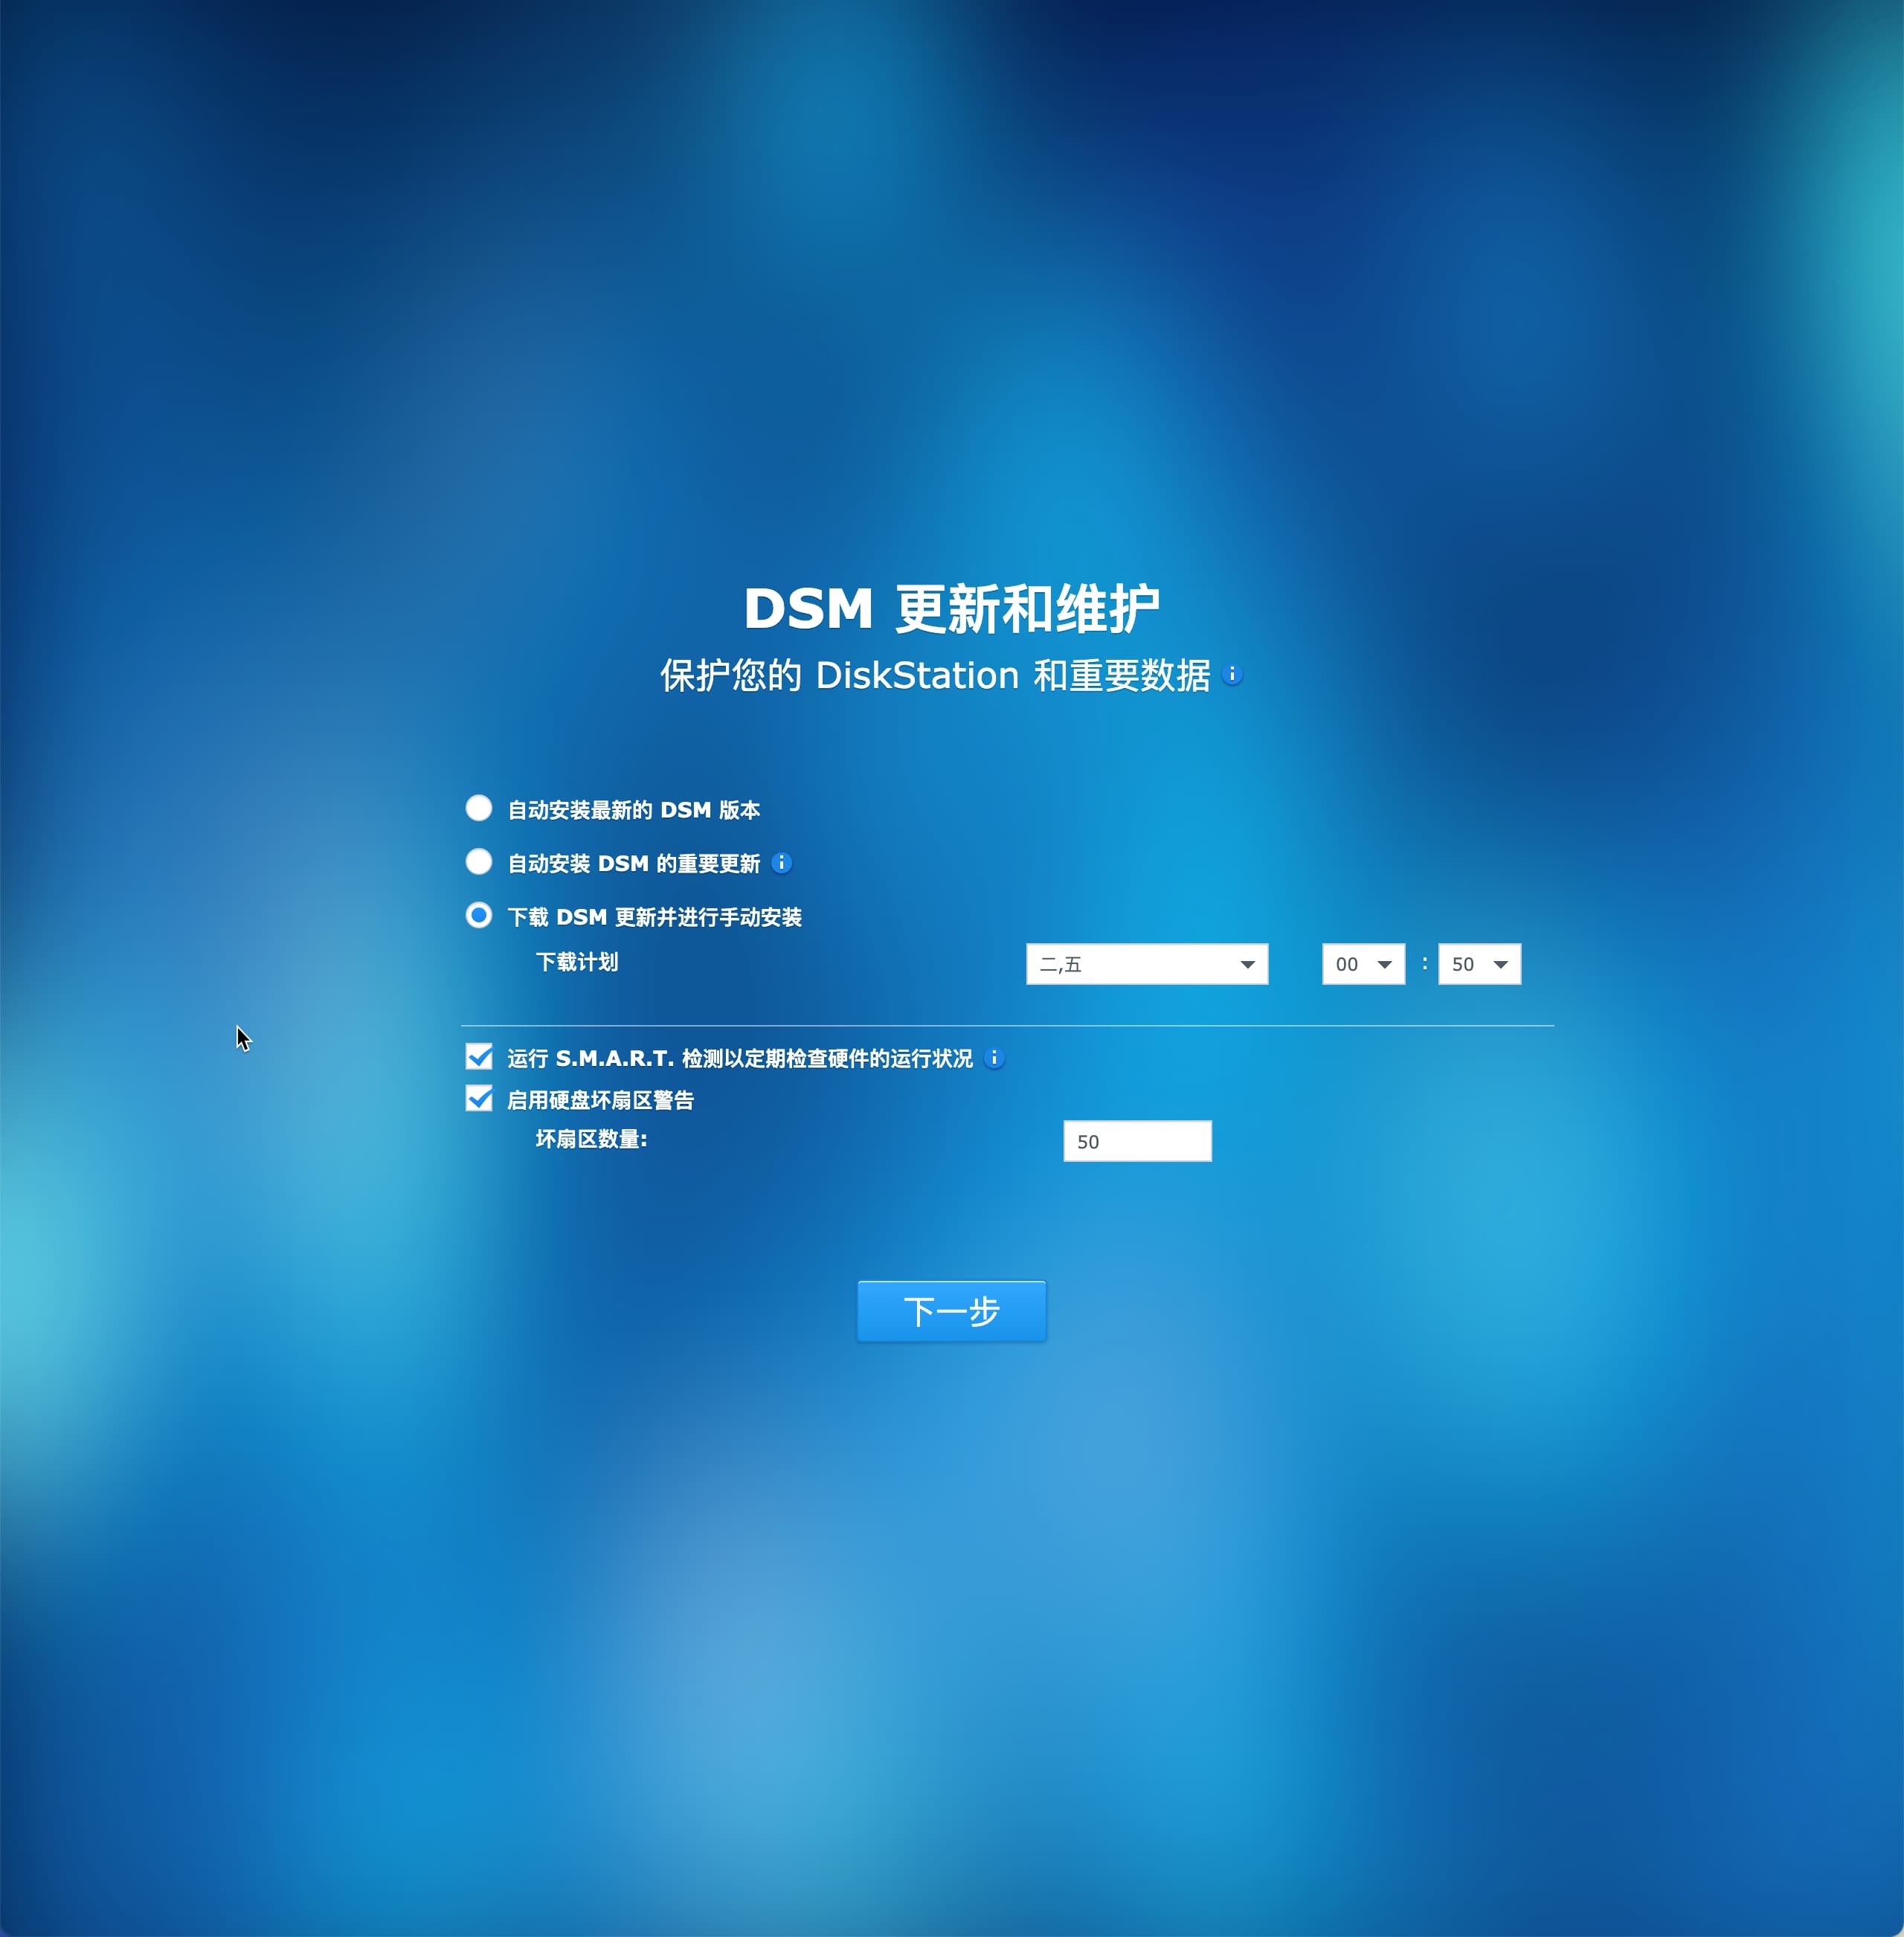 DSM 更新和维护
保护您的 DiskStation 和重要数据
自动安装最新的 DSM 版本
自动安装 DSM 的重要更新
下载 DSM 更新并进行手动安装
下载计划 二,五 00 : 50
运行 S.M.A.R.T. 检测以定期检查硬件的运行状况
启用硬盘坏扇区警告
坏扇区数量: 50
下一步